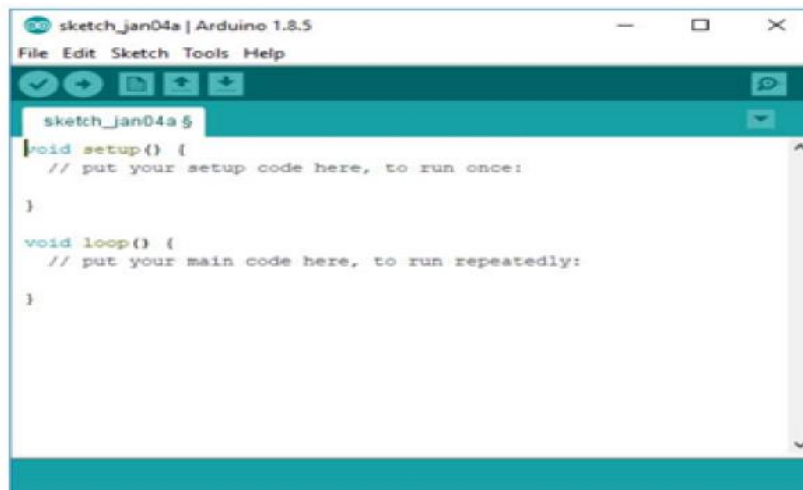 sketch_jan04a | Arduino 1.8.5
File Edit Sketch Tools Help
sketch_jan04a §
void setup() {
// put your setup code here, to run once:
}
void loop() {
// put your main code here, to run repeatedly:
}